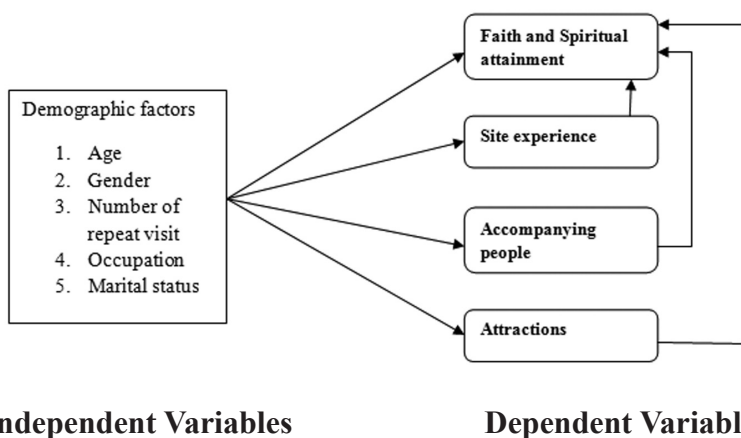 Demographic factors
1. Age
2. Gender
3. Number of
repeat visit
4. Occupation
5. Marital status
Faith and Spiritual
attainment
Site experience
Accompanying
people
Attractions
ndependent Variables
Dependent Variabl